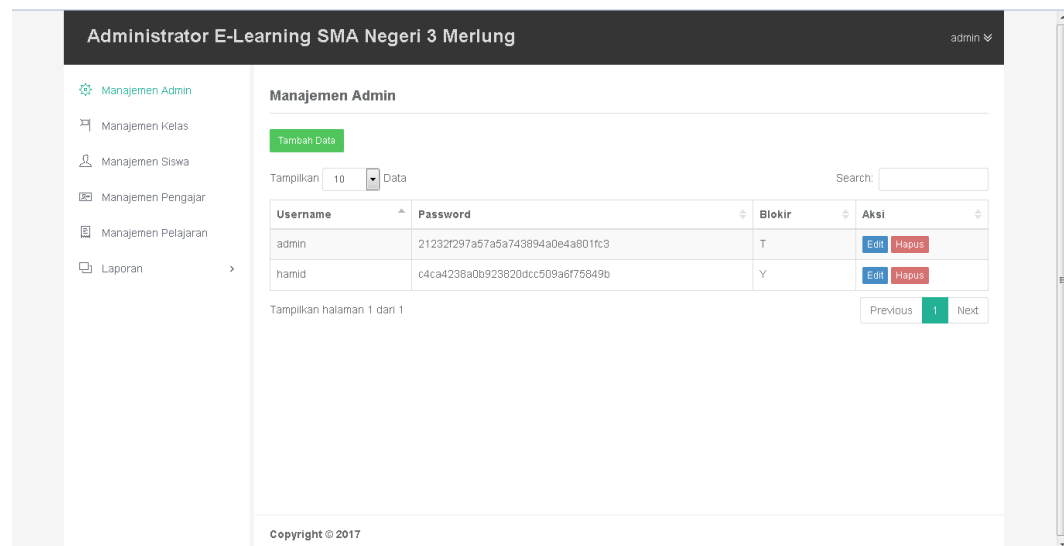 Administrator E-Learning SMA Negeri 3 Merlung
admin
Manajemen Admin
Manajemen Kelas
Manajemen Siswa
Manajemen Pengajar
Manajemen Pelajaran
Laporan
Manajemen Admin
Tambah Data
Tampilkan 10 Data
Search:
Username Password Blokir Aksi
admin 21232f297a57a5a743894a0e4a801fc3 T Edit Hapus
hamid c4ca4238a0b923820dcc509a6f75849b Y Edit Hapus
Tampilkan halaman 1 dari 1
Previous 1 Next
Copyright © 2017